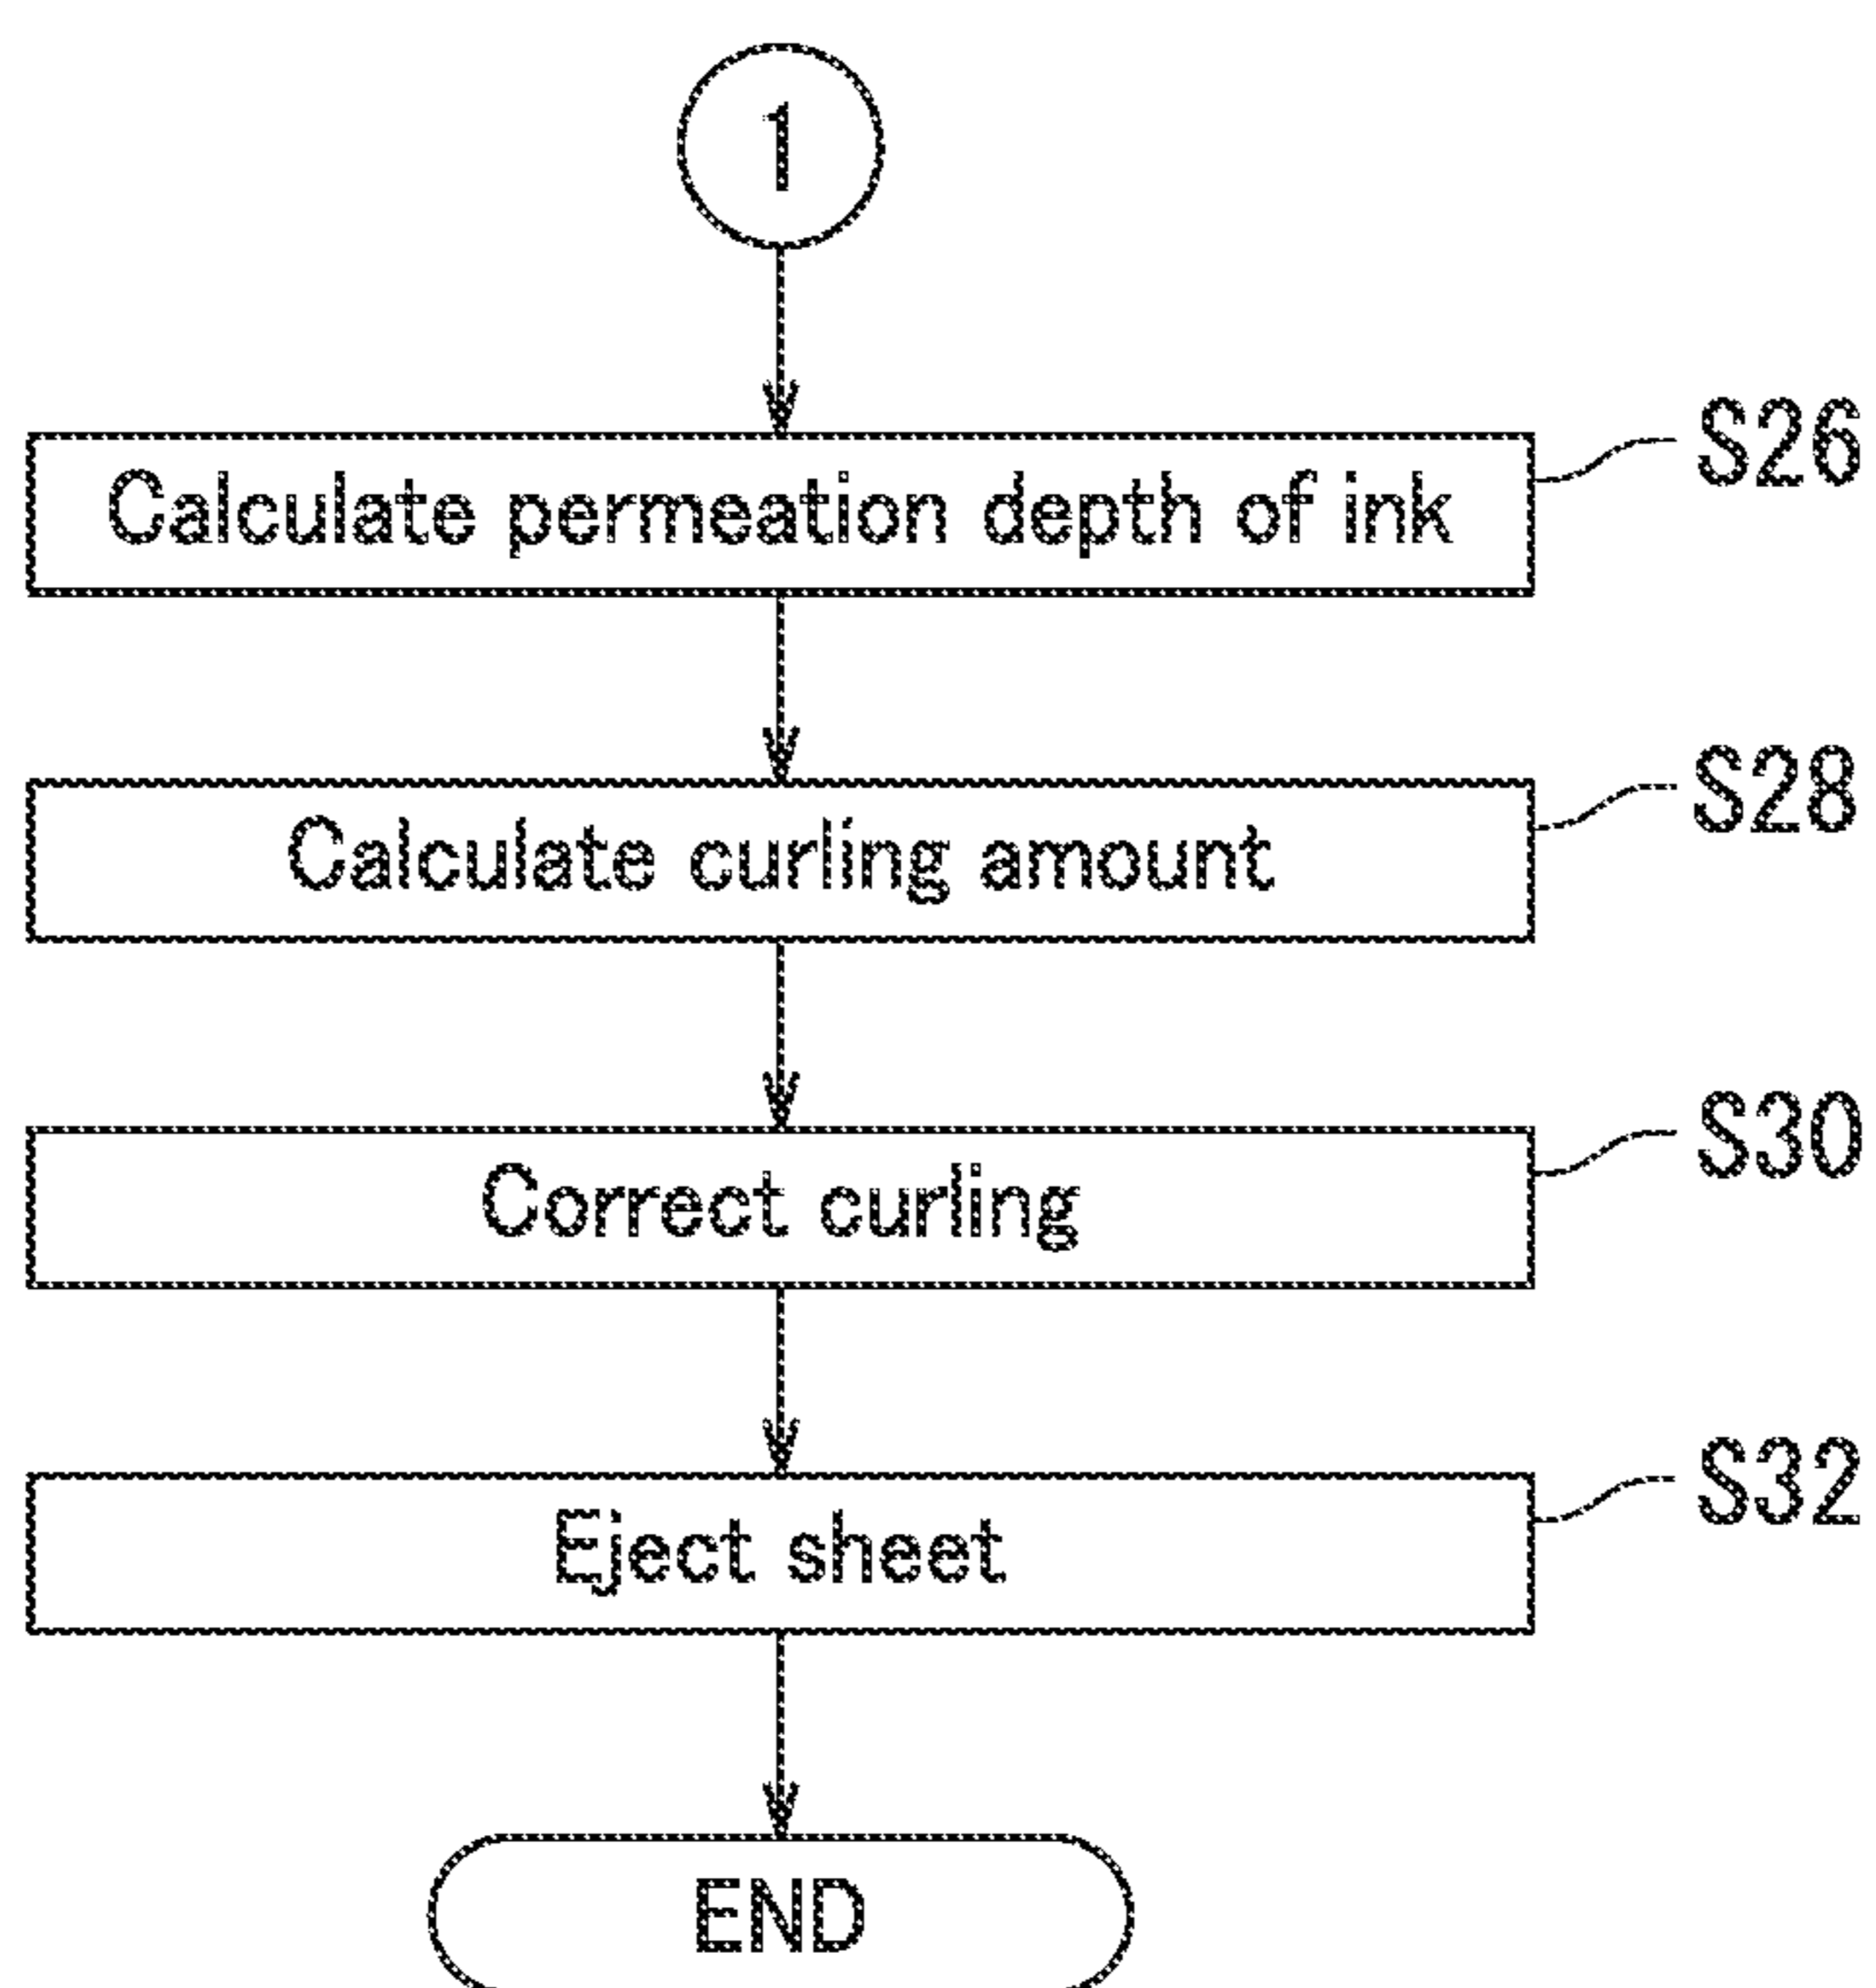 1
Calculate permeation depth of ink
S26
Calculate curling amount
S28
Correct curling
S30
Eject sheet
S32
END